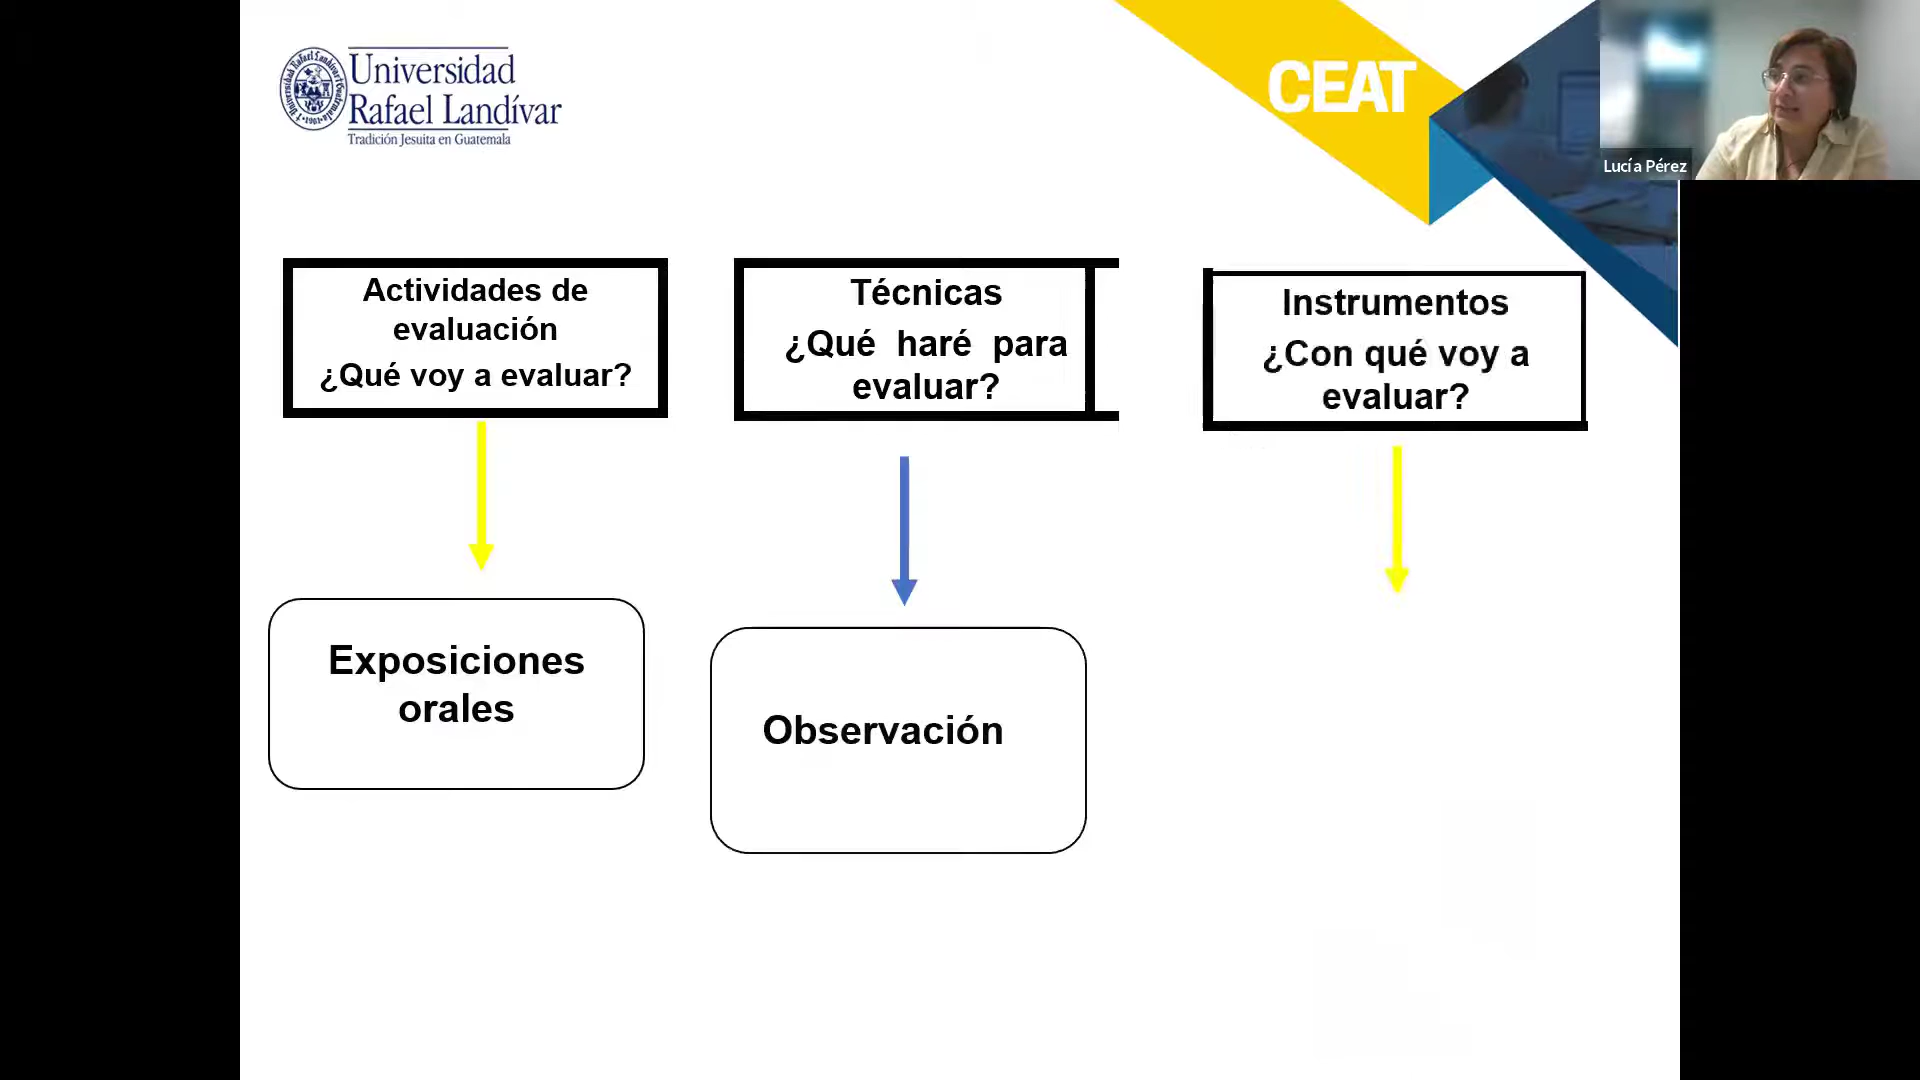 Universidad
Rafael Landívar
Tradición Jesuita en Guatemala
CEAT
Lucía Pérez
Actividades de
evaluación
¿Qué voy a evaluar?
Técnicas
¿Qué haré para
evaluar?
Instrumentos
¿Con qué voy a
evaluar?
Exposiciones
orales
Observación